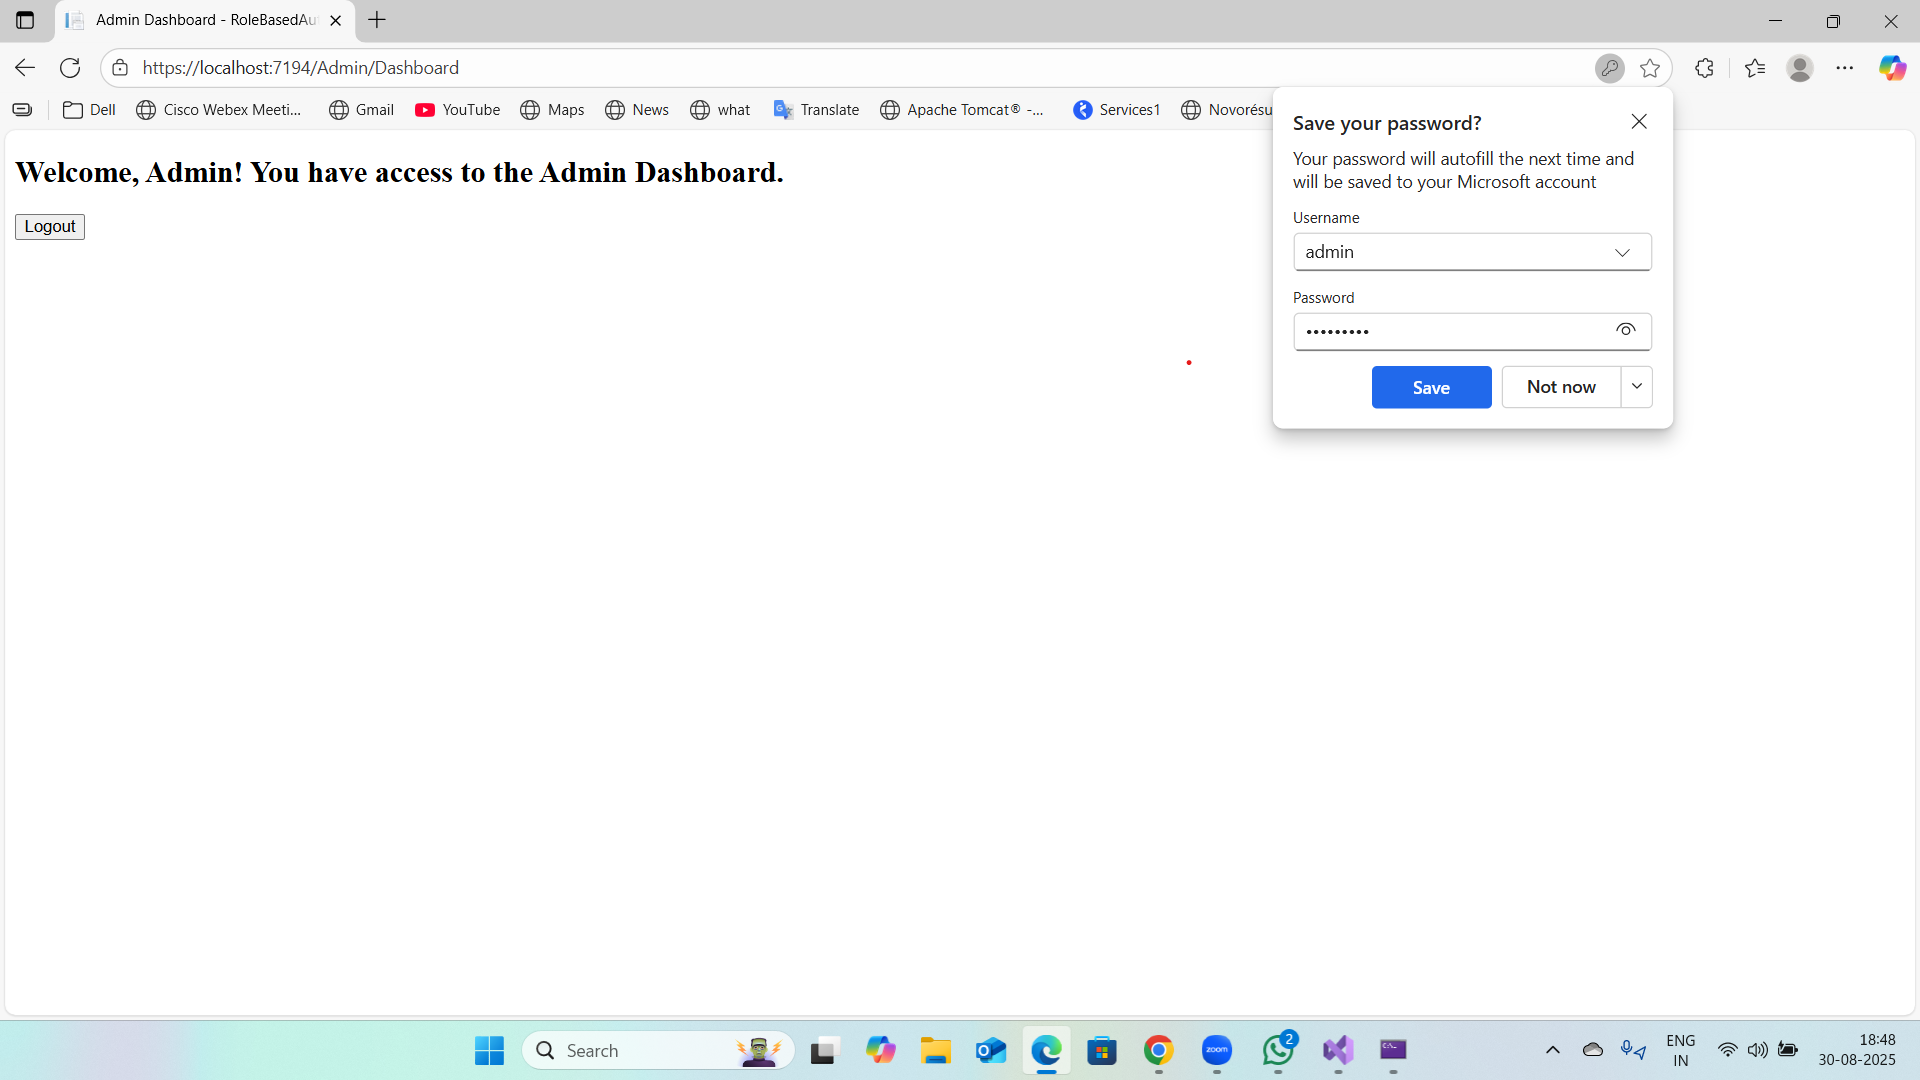 Admin Dashboard - RoleBasedAu
https://localhost:7194/Admin/Dashboard
Dell
Cisco Webex Meeti...
Gmail
YouTube
Maps
News
what
Translate
Apache Tomcat® -...
Services1
Novorésu
Welcome, Admin! You have access to the Admin Dashboard.
Logout
Save your password?
Your password will autofill the next time and
will be saved to your Microsoft account
Username
admin
Password
•••••••••
Save
Not now
Search
zoom
2
ENG
IN
18:48
30-08-2025